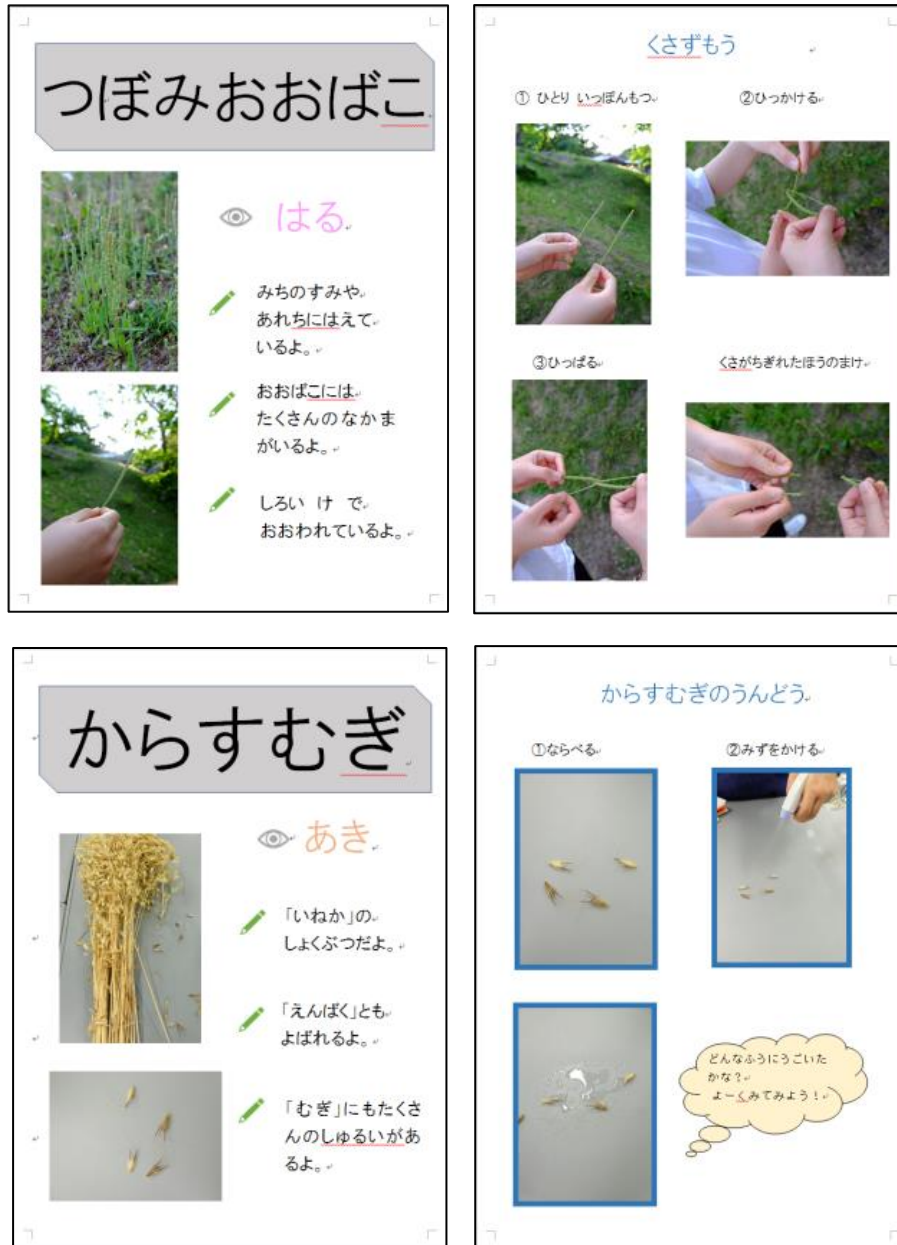 つぼみおおばこ
はる
みちのすみや
あれちにはえて
いるよ。
おおばこには
たくさんのなかま
がいるよ。
しろい け で
おおわれているよ。
くさずもう
① ひとり いっぽんもつ
②ひっかける
③ひっぱる
くさがちぎれたほうのまけ
からすむぎ
あき
「いねか」の
しょくぶつだよ。
「えんばく」とも
よばれるよ。
「むぎ」にもたくさ
んのしゅるいがあ
るよ。
からすむぎのうんどう
①ならべる
②みずをかける
どんなふうにうごいた
かな？
よーくみてみよう！